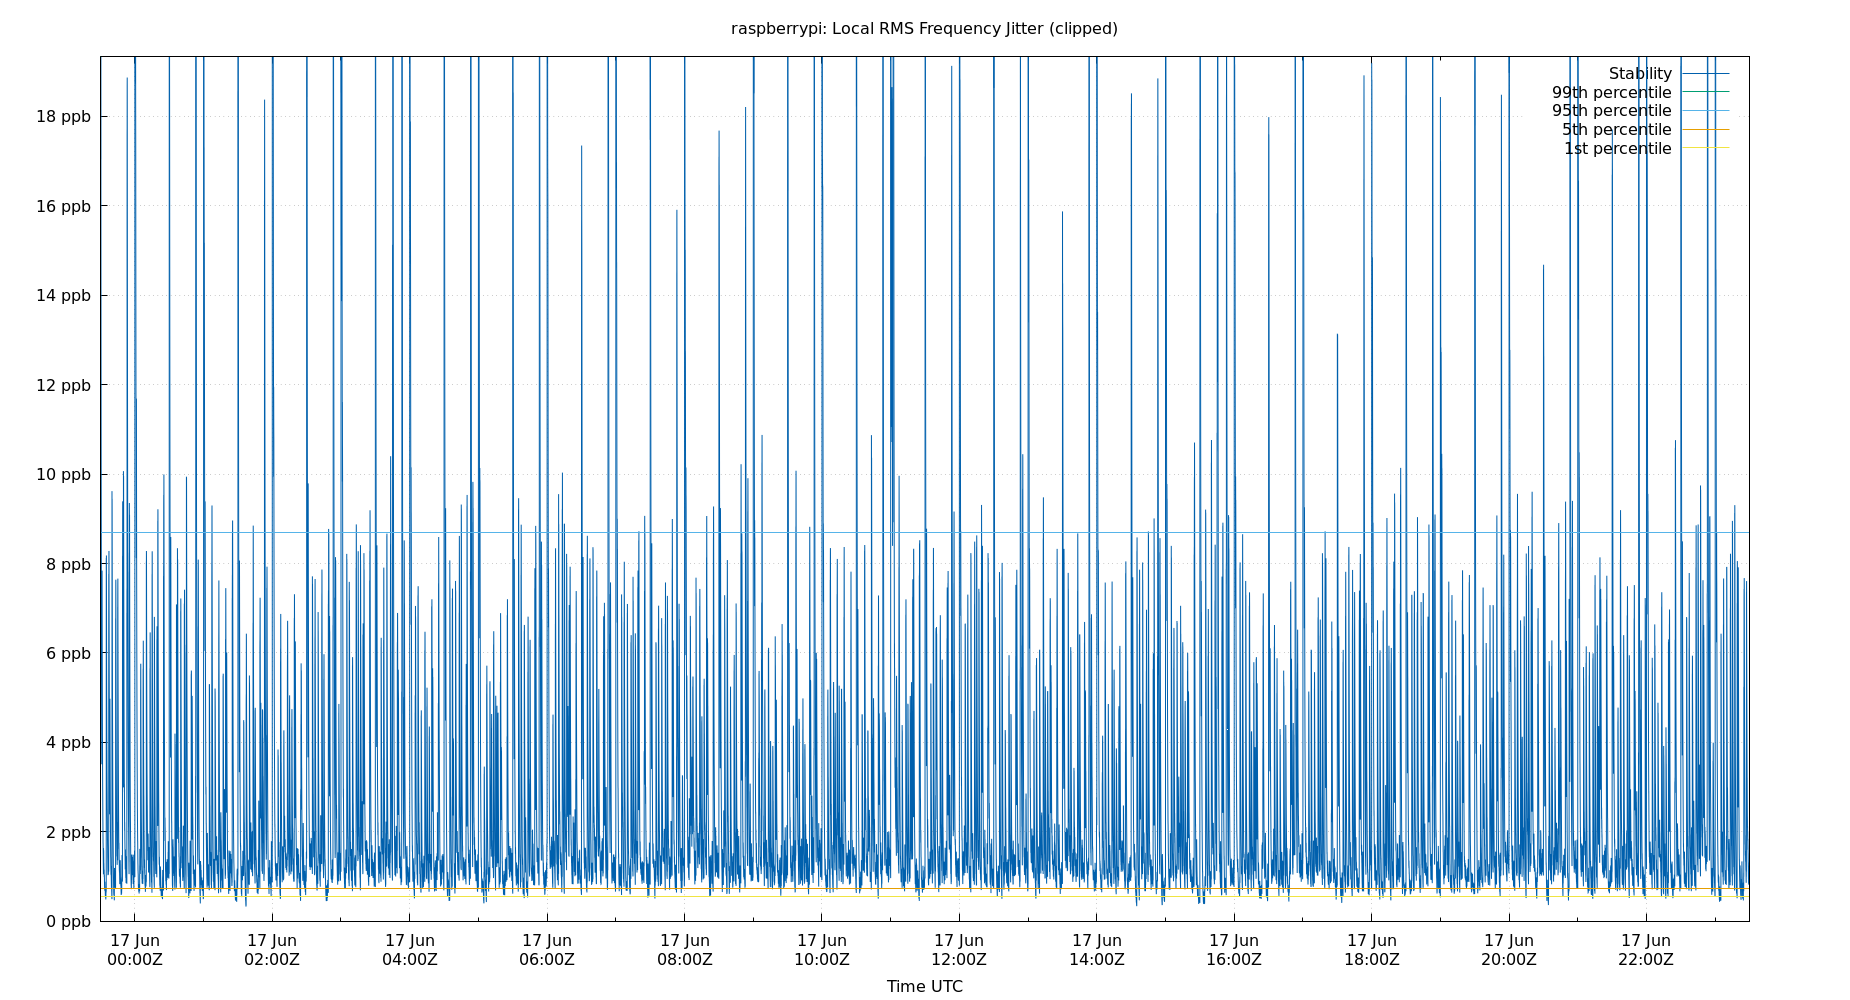 raspberrypi: Local RMS Frequency Jitter (clipped)
Stability
99th percentile
95th percentile
5th percentile
1st percentile
18 ppb
16 ppb
14 ppb
12 ppb
10 ppb
8 ppb
6 ppb
4 ppb
2 ppb
0 ppb
17 Jun 17 Jun 17 Jun 17 Jun 17 Jun 17 Jun 17 Jun 17 Jun 17 Jun 17 Jun 17 Jun 17 Jun
00:00Z 02:00Z 04:00Z 06:00Z 08:00Z 10:00Z 12:00Z 14:00Z 16:00Z 18:00Z 20:00Z 22:00Z
Time UTC